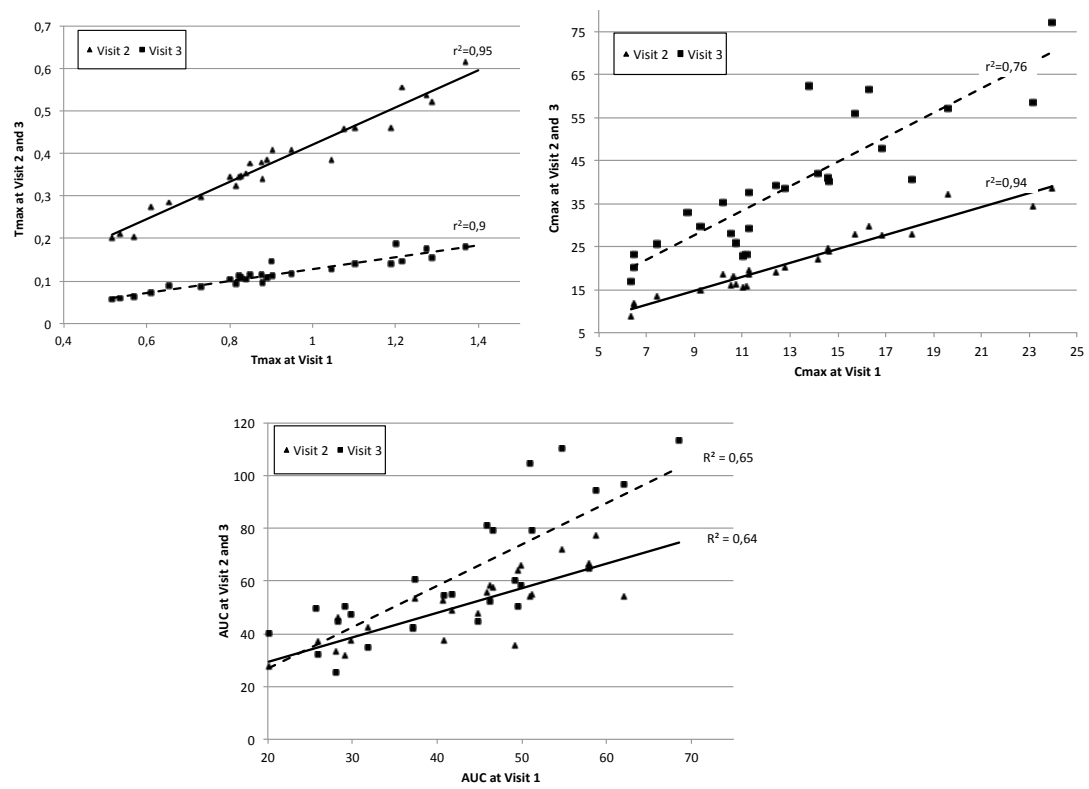 0,7
Visit 2 Visit 3
r²=0,95
0,6
0,5
0,4
0,3
r²=0,9
0,2
0,1
0
0,4 0,6 0,8 1 1,2 1,4
Tmax at Visit 1
Tmax at Visit 2 and 3
75
Visit 2 Visit 3
r²=0,76
65
55
45
r²=0,94
35
25
15
5
5 7 9 11 13 15 17 19 21 23 25
Cmax at Visit 1
Cmax at Visit 2 and 3
120
Visit 2 Visit 3
R² = 0,65
100
80
R² = 0,64
60
40
20
0
20 30 40 50 60 70
AUC at Visit 1
AUC at Visit 2 and 3